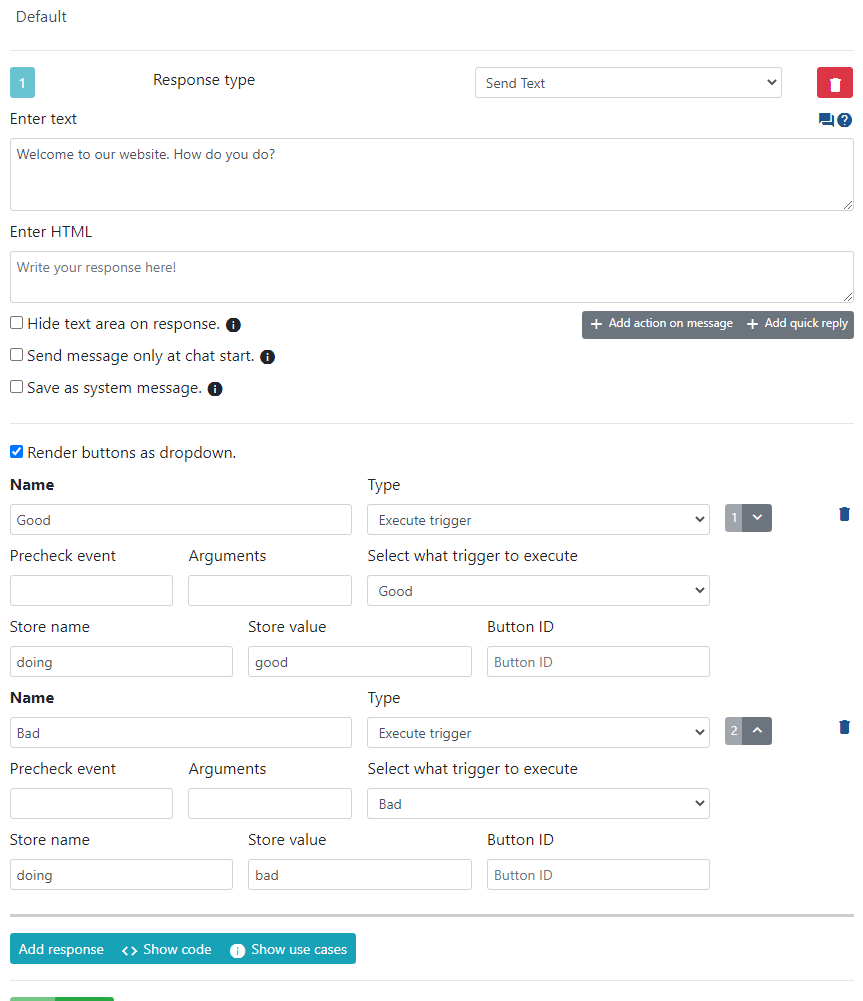 Default
1 Response type Send Text
Enter text
Welcome to our website. How do you do?
Enter HTML
Write your response here!
Hide text area on response.
+ Add action on message + Add quick reply
Send message only at chat start.
Save as system message.
Render buttons as dropdown.
Name Type
Good Execute trigger 1
Precheck event Arguments Select what trigger to execute
Good
Store name Store value Button ID
doing good Button ID
Name Type
Bad Execute trigger 2
Precheck event Arguments Select what trigger to execute
Bad
Store name Store value Button ID
doing bad Button ID
Add response <> Show code Show use cases